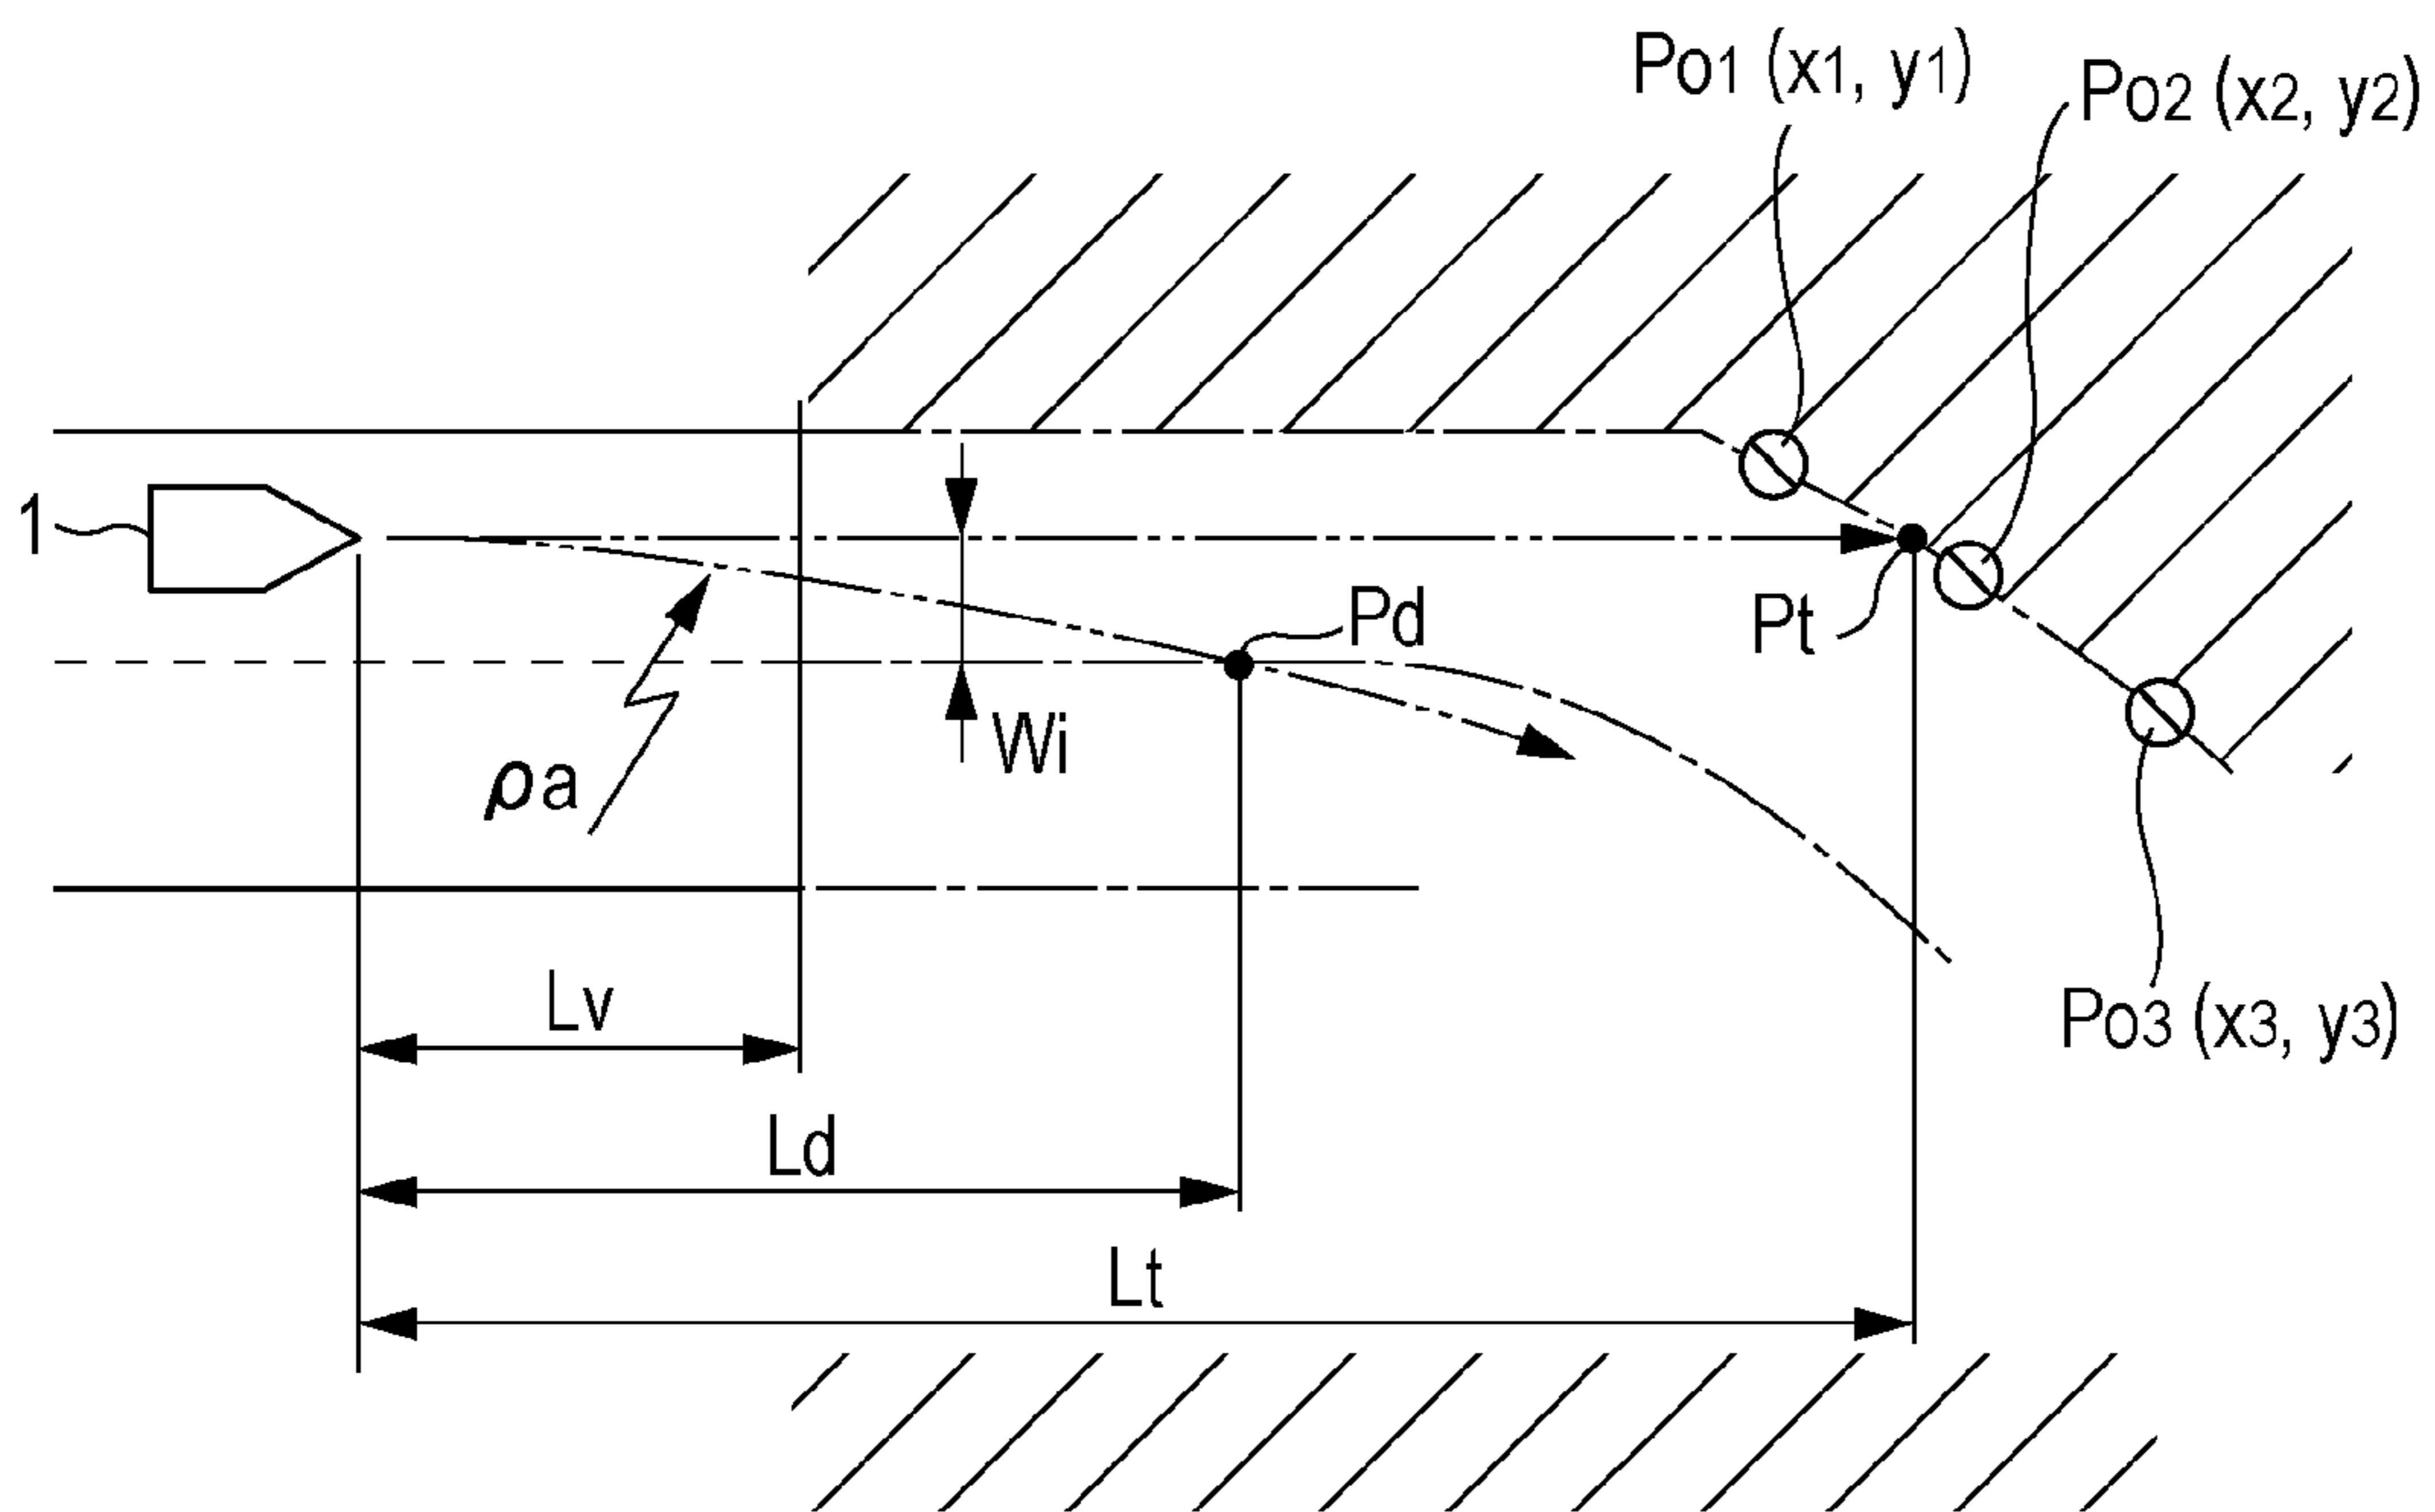 Po1 (x1, y1)
Po2 (x2, y2)
1
Pd
Pt
Wi
ρa
Lv
Po3 (x3, y3)
Ld
Lt